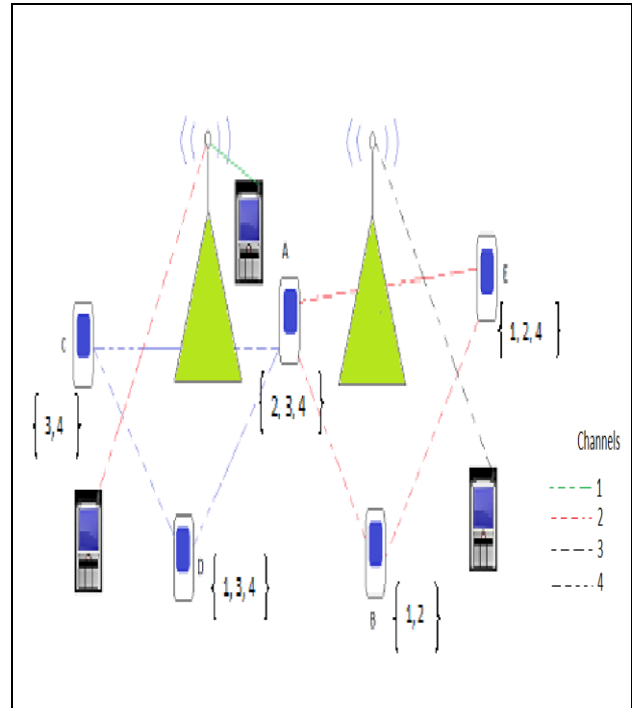 A
E
{ 1, 2, 4 }
C
{ 3, 4 }
{ 2, 3, 4 }
Channels
1
2
3
4
D
{ 1, 3, 4 }
B
{ 1, 2 }